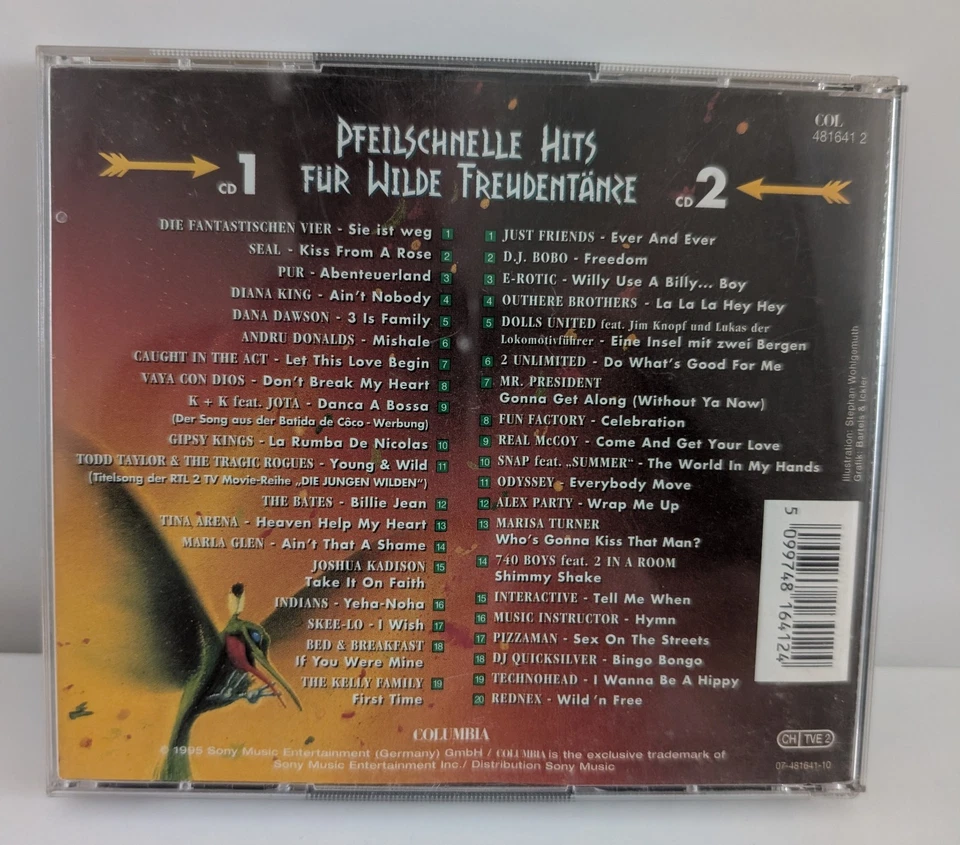 COL
481641 2
PFEILSCHNELLE HITS
FÜR WILDE FREUDENTÄNZE
CD 1
DIE FANTASTISCHEN VIER - Sie ist weg 1
SEAL - Kiss From A Rose 2
PUR - Abenteuerland 3
DIANA KING - Ain't Nobody 4
DANA DAWSON - 3 Is Family 5
ANDRU DONALDS - Mishale 6
CAUGHT IN THE ACT - Let This Love Begin 7
VAYA CON DIOS - Don't Break My Heart 8
K + K feat. JOTA - Danca A Bossa 9
(Der Song aus der Batida de Côco - Werbung)
GIPSY KINGS - La Rumba De Nicolas 10
TODD TAYLOR & THE TRAGIC ROGUES - Young & Wild 11
(Titelsong der RTL 2 TV Movie-Reihe „DIE JUNGEN WILDEN")
THE BATES - Billie Jean 12
TINA ARENA - Heaven Help My Heart 13
MARLA GLEN - Ain't That A Shame 14
JOSHUA KADISON 15
Take It On Faith
INDIANS - Yeha-Noha 16
SKEE-LO - I Wish 17
BED & BREAKFAST 18
If You Were Mine
THE KELLY FAMILY 19
First Time
CD 2
1 JUST FRIENDS - Ever And Ever
2 D.J. BOBO - Freedom
3 E-ROTIC - Willy Use A Billy... Boy
4 OUTHERE BROTHERS - La La La Hey Hey
5 DOLLS UNITED feat. Jim Knopf und Lukas der
Lokomotivführer - Eine Insel mit zwei Bergen
6 2 UNLIMITED - Do What's Good For Me
7 MR. PRESIDENT
Gonna Get Along (Without Ya Now)
8 FUN FACTORY - Celebration
9 REAL McCOY - Come And Get Your Love
10 SNAP feat. „SUMMER" - The World In My Hands
11 ODYSSEY - Everybody Move
12 ALEX PARTY - Wrap Me Up
13 MARISA TURNER
Who's Gonna Kiss That Man?
14 740 BOYS feat. 2 IN A ROOM
Shimmy Shake
15 INTERACTIVE - Tell Me When
16 MUSIC INSTRUCTOR - Hymn
17 PIZZAMAN - Sex On The Streets
18 DJ QUICKSILVER - Bingo Bongo
19 TECHNOHEAD - I Wanna Be A Hippy
20 REDNEX - Wild 'n Free
Illustration: Stephan Wohlgemuth
Grafik: Bartels & Ickler
5 099748 164124
COLUMBIA
© 1995 Sony Music Entertainment (Germany) GmbH / COLUMBIA is the exclusive trademark of
Sony Music Entertainment Inc./ Distribution Sony Music
CH TVE 2
07-481641-10